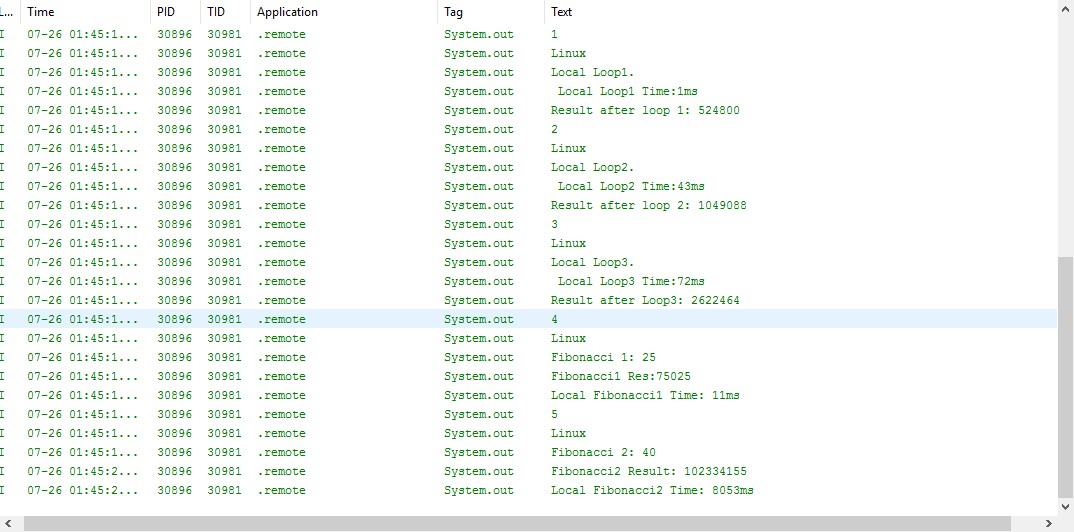 L... Time PID TID Application Tag Text
I 07-26 01:45:1... 30896 30981 .remote System.out 1
I 07-26 01:45:1... 30896 30981 .remote System.out Linux
I 07-26 01:45:1... 30896 30981 .remote System.out Local Loop1.
I 07-26 01:45:1... 30896 30981 .remote System.out Local Loop1 Time:1ms
I 07-26 01:45:1... 30896 30981 .remote System.out Result after loop 1: 524800
I 07-26 01:45:1... 30896 30981 .remote System.out 2
I 07-26 01:45:1... 30896 30981 .remote System.out Linux
I 07-26 01:45:1... 30896 30981 .remote System.out Local Loop2.
I 07-26 01:45:1... 30896 30981 .remote System.out Local Loop2 Time:43ms
I 07-26 01:45:1... 30896 30981 .remote System.out Result after loop 2: 1049088
I 07-26 01:45:1... 30896 30981 .remote System.out 3
I 07-26 01:45:1... 30896 30981 .remote System.out Linux
I 07-26 01:45:1... 30896 30981 .remote System.out Local Loop3.
I 07-26 01:45:1... 30896 30981 .remote System.out Local Loop3 Time:72ms
I 07-26 01:45:1... 30896 30981 .remote System.out Result after Loop3: 2622464
I 07-26 01:45:1... 30896 30981 .remote System.out 4
I 07-26 01:45:1... 30896 30981 .remote System.out Linux
I 07-26 01:45:1... 30896 30981 .remote System.out Fibonacci 1: 25
I 07-26 01:45:1... 30896 30981 .remote System.out Fibonacci1 Res:75025
I 07-26 01:45:1... 30896 30981 .remote System.out Local Fibonacci1 Time: 11ms
I 07-26 01:45:1... 30896 30981 .remote System.out 5
I 07-26 01:45:1... 30896 30981 .remote System.out Linux
I 07-26 01:45:1... 30896 30981 .remote System.out Fibonacci 2: 40
I 07-26 01:45:2... 30896 30981 .remote System.out Fibonacci2 Result: 102334155
I 07-26 01:45:2... 30896 30981 .remote System.out Local Fibonacci2 Time: 8053ms